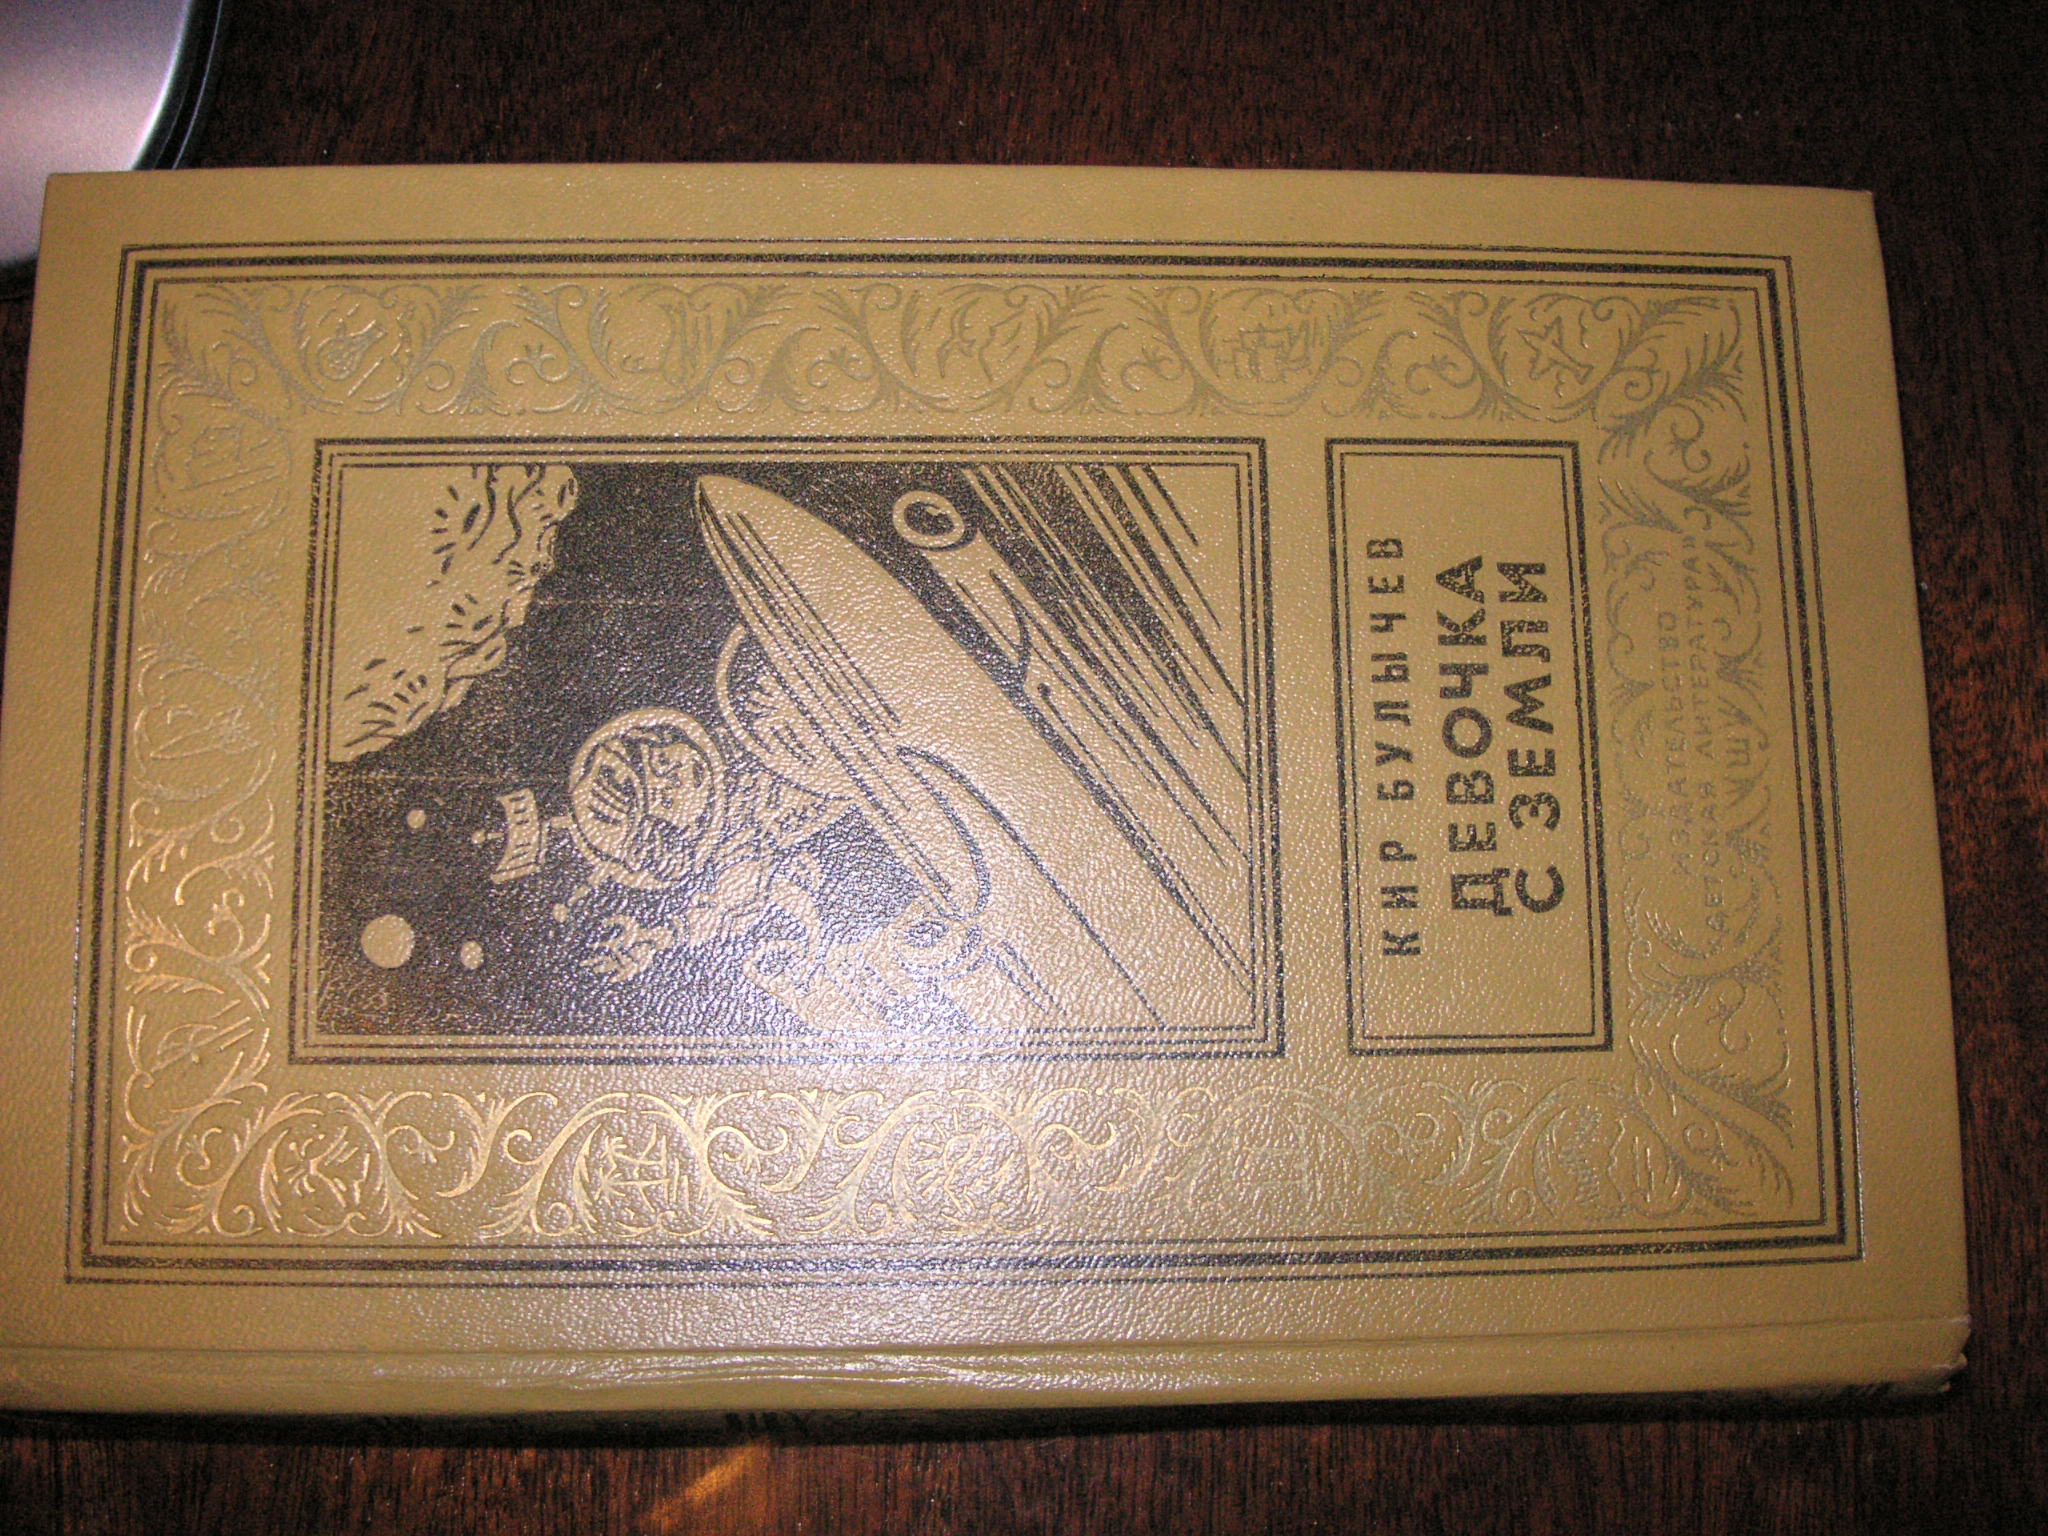 КИР БУЛЫЧЕВ
ДЕВОЧКА
С ЗЕМЛИ
ИЗДАТЕЛЬСТВО
«ДЕТСКАЯ ЛИТЕРАТУРА»